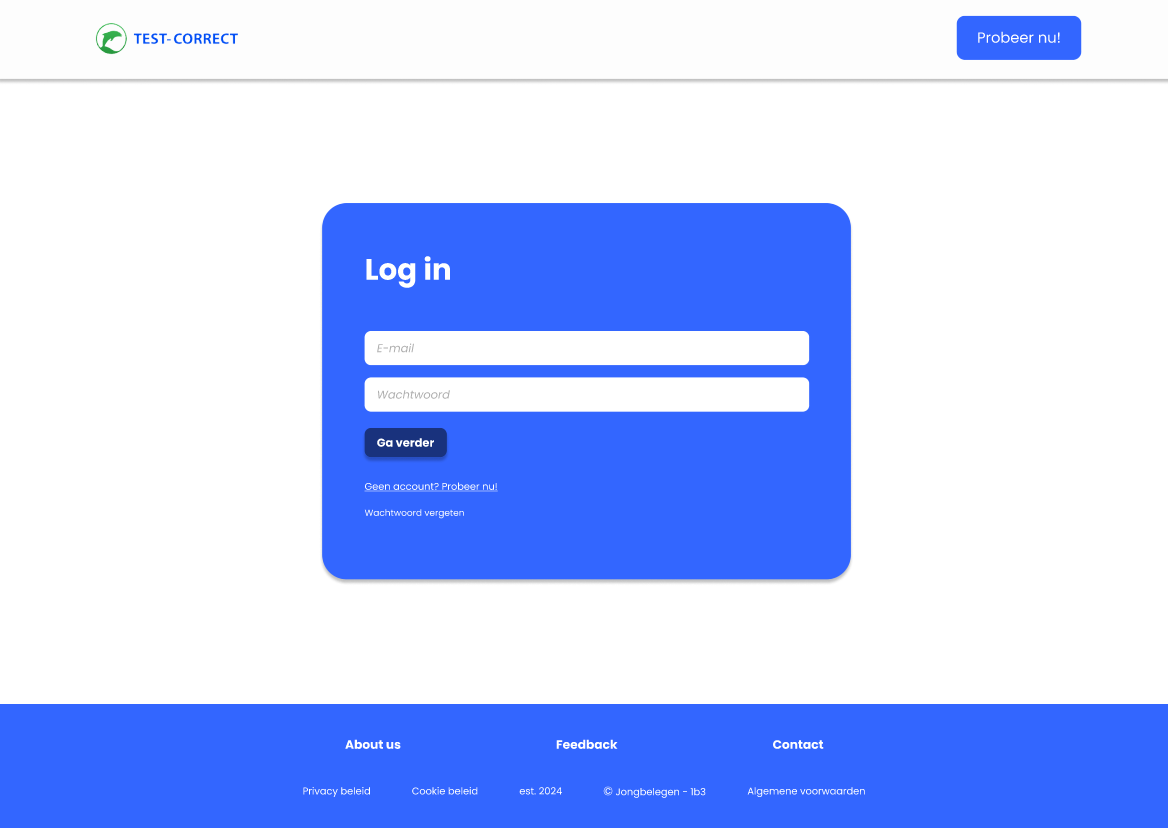 TEST-CORRECT
Probeer nu!
Log in
E-mail
Wachtwoord
Ga verder
Geen account? Probeer nu!
Wachtwoord vergeten
About us
Feedback
Contact
Privacy beleid
Cookie beleid
est. 2024
© Jongbelegen - 1b3
Algemene voorwaarden